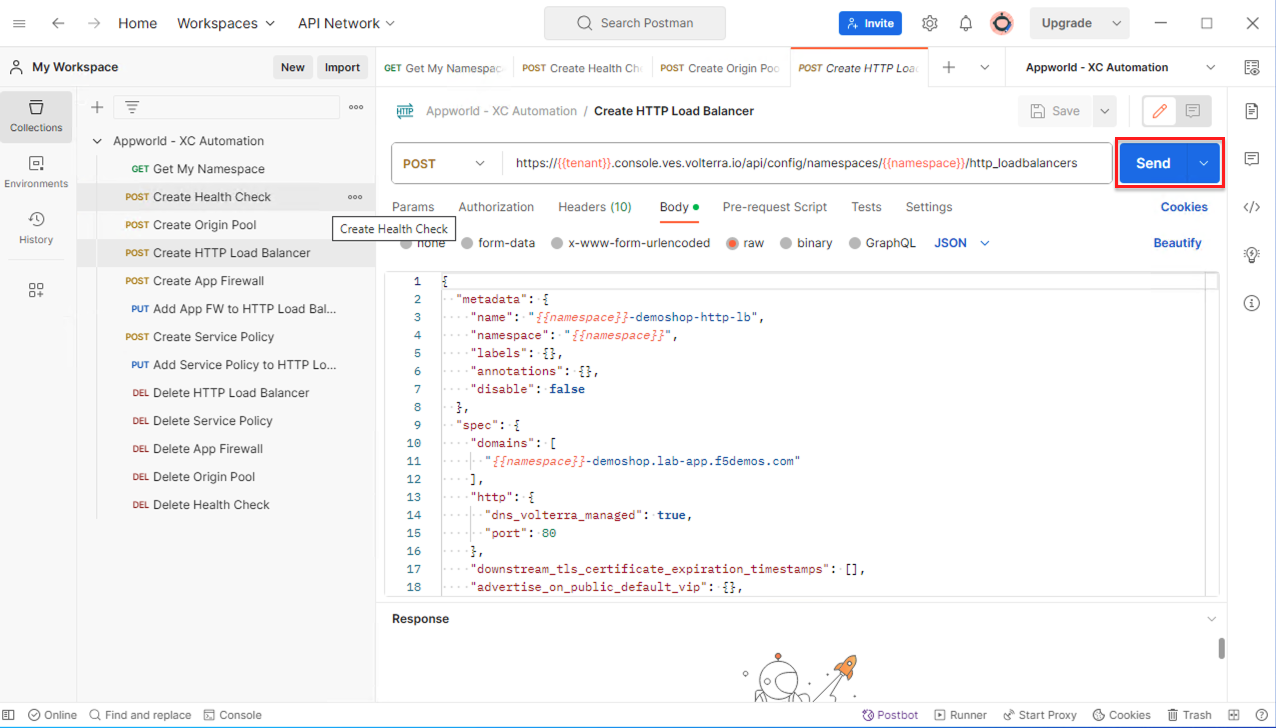 Home Workspaces API Network Search Postman Invite Upgrade
My Workspace New Import GET Get My Namespac POST Create Health Ch POST Create Origin Poo POST Create HTTP Loa Appworld - XC Automation
Collections
Environments
History
Appworld - XC Automation
GET Get My Namespace
POST Create Health Check
POST Create Origin Pool
POST Create HTTP Load Balancer
POST Create App Firewall
PUT Add App FW to HTTP Load Bal...
POST Create Service Policy
PUT Add Service Policy to HTTP Lo...
DEL Delete HTTP Load Balancer
DEL Delete Service Policy
DEL Delete App Firewall
DEL Delete Origin Pool
DEL Delete Health Check
Create Health Check
HTTP Appworld - XC Automation / Create HTTP Load Balancer Save
POST https://{{tenant}}.console.ves.volterra.io/api/config/namespaces/{{namespace}}/http_loadbalancers Send
Params Authorization Headers (10) Body Pre-request Script Tests Settings Cookies
none form-data x-www-form-urlencoded raw binary GraphQL JSON Beautify
1 {
2 "metadata": {
3 "name": "{{namespace}}-demoshop-http-lb",
4 "namespace": "{{namespace}}",
5 "labels": {},
6 "annotations": {},
7 "disable": false
8 },
9 "spec": {
10 "domains": [
11 "{{namespace}}-demoshop.lab-app.f5demos.com"
12 ],
13 "http": {
14 "dns_volterra_managed": true,
15 "port": 80
16 },
17 "downstream_tls_certificate_expiration_timestamps": [],
18 "advertise_on_public_default_vip": {},
Response
Online Find and replace Console Postbot Runner Start Proxy Cookies Trash